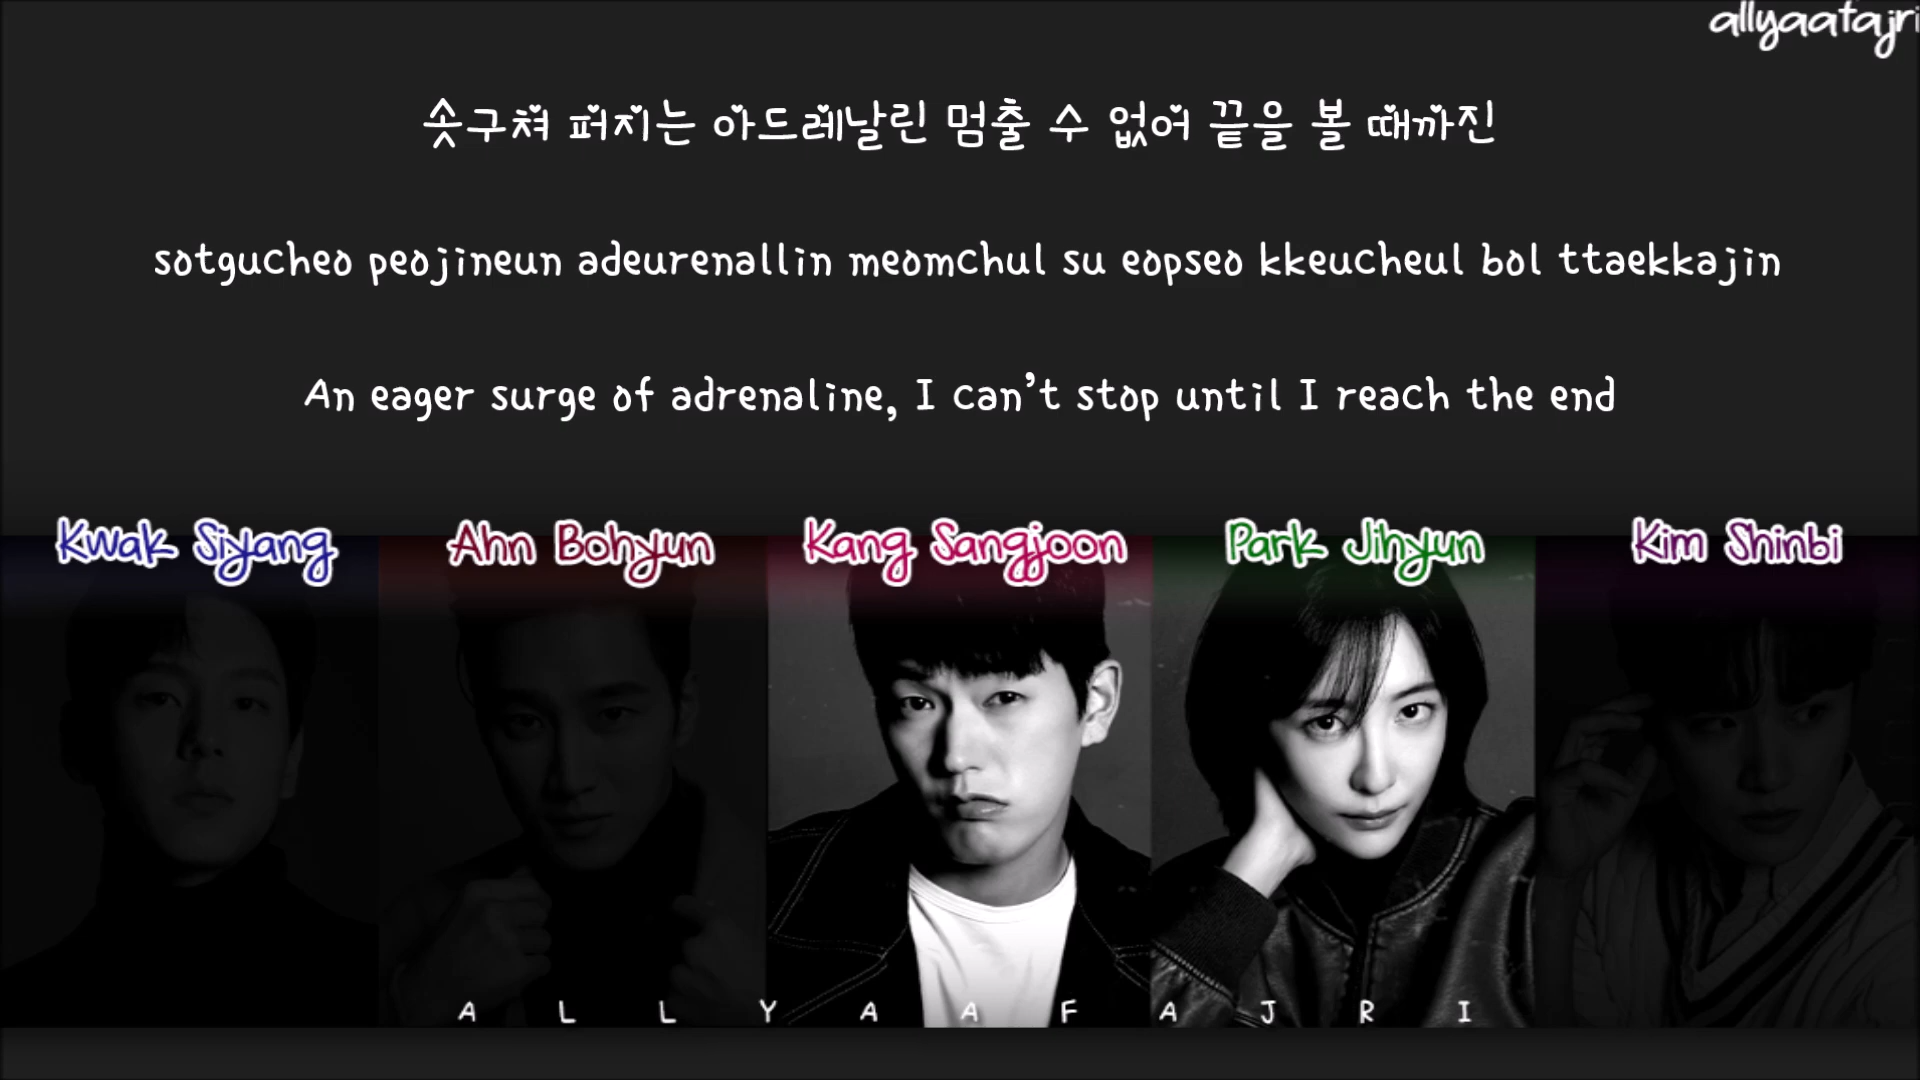 allyaafajri
솟구쳐 퍼지는 아드레날린 멈출 수 없어 끝을 볼 때까진
sotgucheo peojineun adeurenallin meomchul su eopseo kkeucheul bol ttaekkajin
An eager surge of adrenaline, I can't stop until I reach the end
Kwak Siyang Ahn Bohyun Kang Sangjoon Park Jihyun Kim Shinbi
A L L Y A A F A J R I